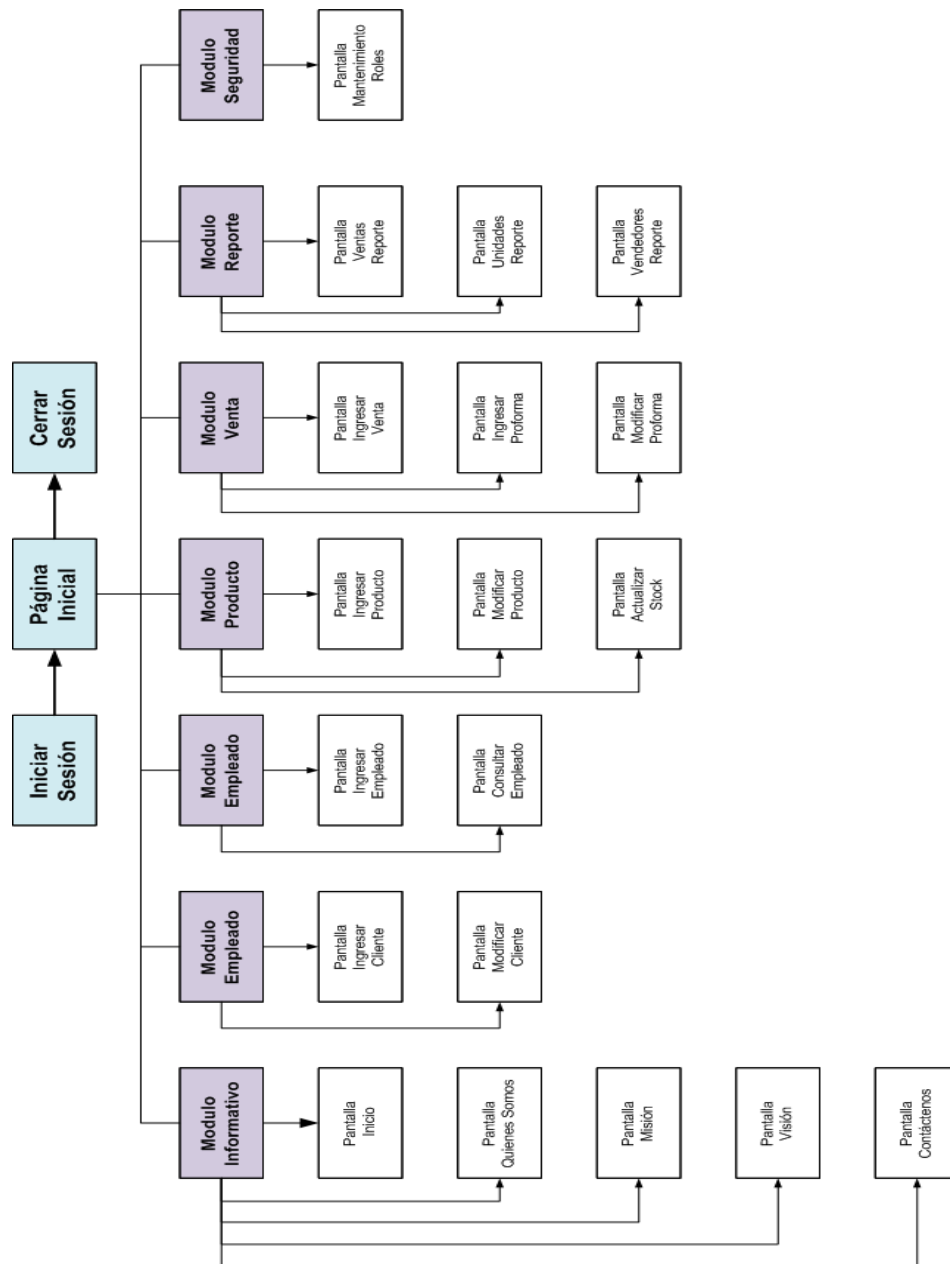 Iniciar
Sesión
Página
Inicial
Cerrar
Sesión
Modulo
Informativo
Modulo
Empleado
Modulo
Empleado
Modulo
Producto
Modulo
Venta
Modulo
Reporte
Modulo
Seguridad
Pantalla
Inicio
Pantalla
Ingresar
Cliente
Pantalla
Ingresar
Empleado
Pantalla
Ingresar
Producto
Pantalla
Ingresar
Venta
Pantalla
Ventas
Reporte
Pantalla
Mantenimiento
Roles
Pantalla
Quienes Somos
Pantalla
Modificar
Cliente
Pantalla
Consultar
Empleado
Pantalla
Modificar
Producto
Pantalla
Ingresar
Proforma
Pantalla
Unidades
Reporte
Pantalla
Misión
Pantalla
Actualizar
Stock
Pantalla
Modificar
Proforma
Pantalla
Vendedores
Reporte
Pantalla
Visión
Pantalla
Contáctenos